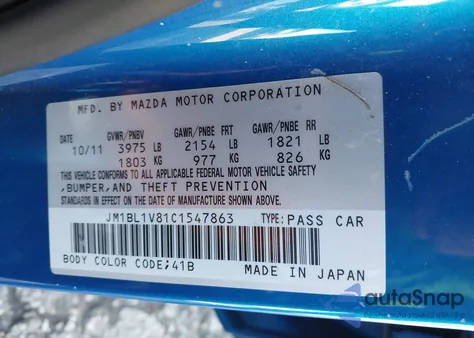 MFD. BY MAZDA MOTOR CORPORATION
DATE GVWR/PNBV GAWR/PNBE FRT GAWR/PNBE RR
10/11 3975 LB 2154 LB 1821 LB
1803 KG 977 KG 826 KG
THIS VEHICLE CONFORMS TO ALL APPLICABLE FEDERAL MOTOR VEHICLE SAFETY
,BUMPER,AND THEFT PREVENTION
STANDARDS IN EFFECT ON THE DATE OF MANUFACTURE SHOWN ABOVE.
JM1BL1V81C1547863 TYPE:PASS CAR
BODY COLOR CODE;41B MADE IN JAPAN
autoSnap